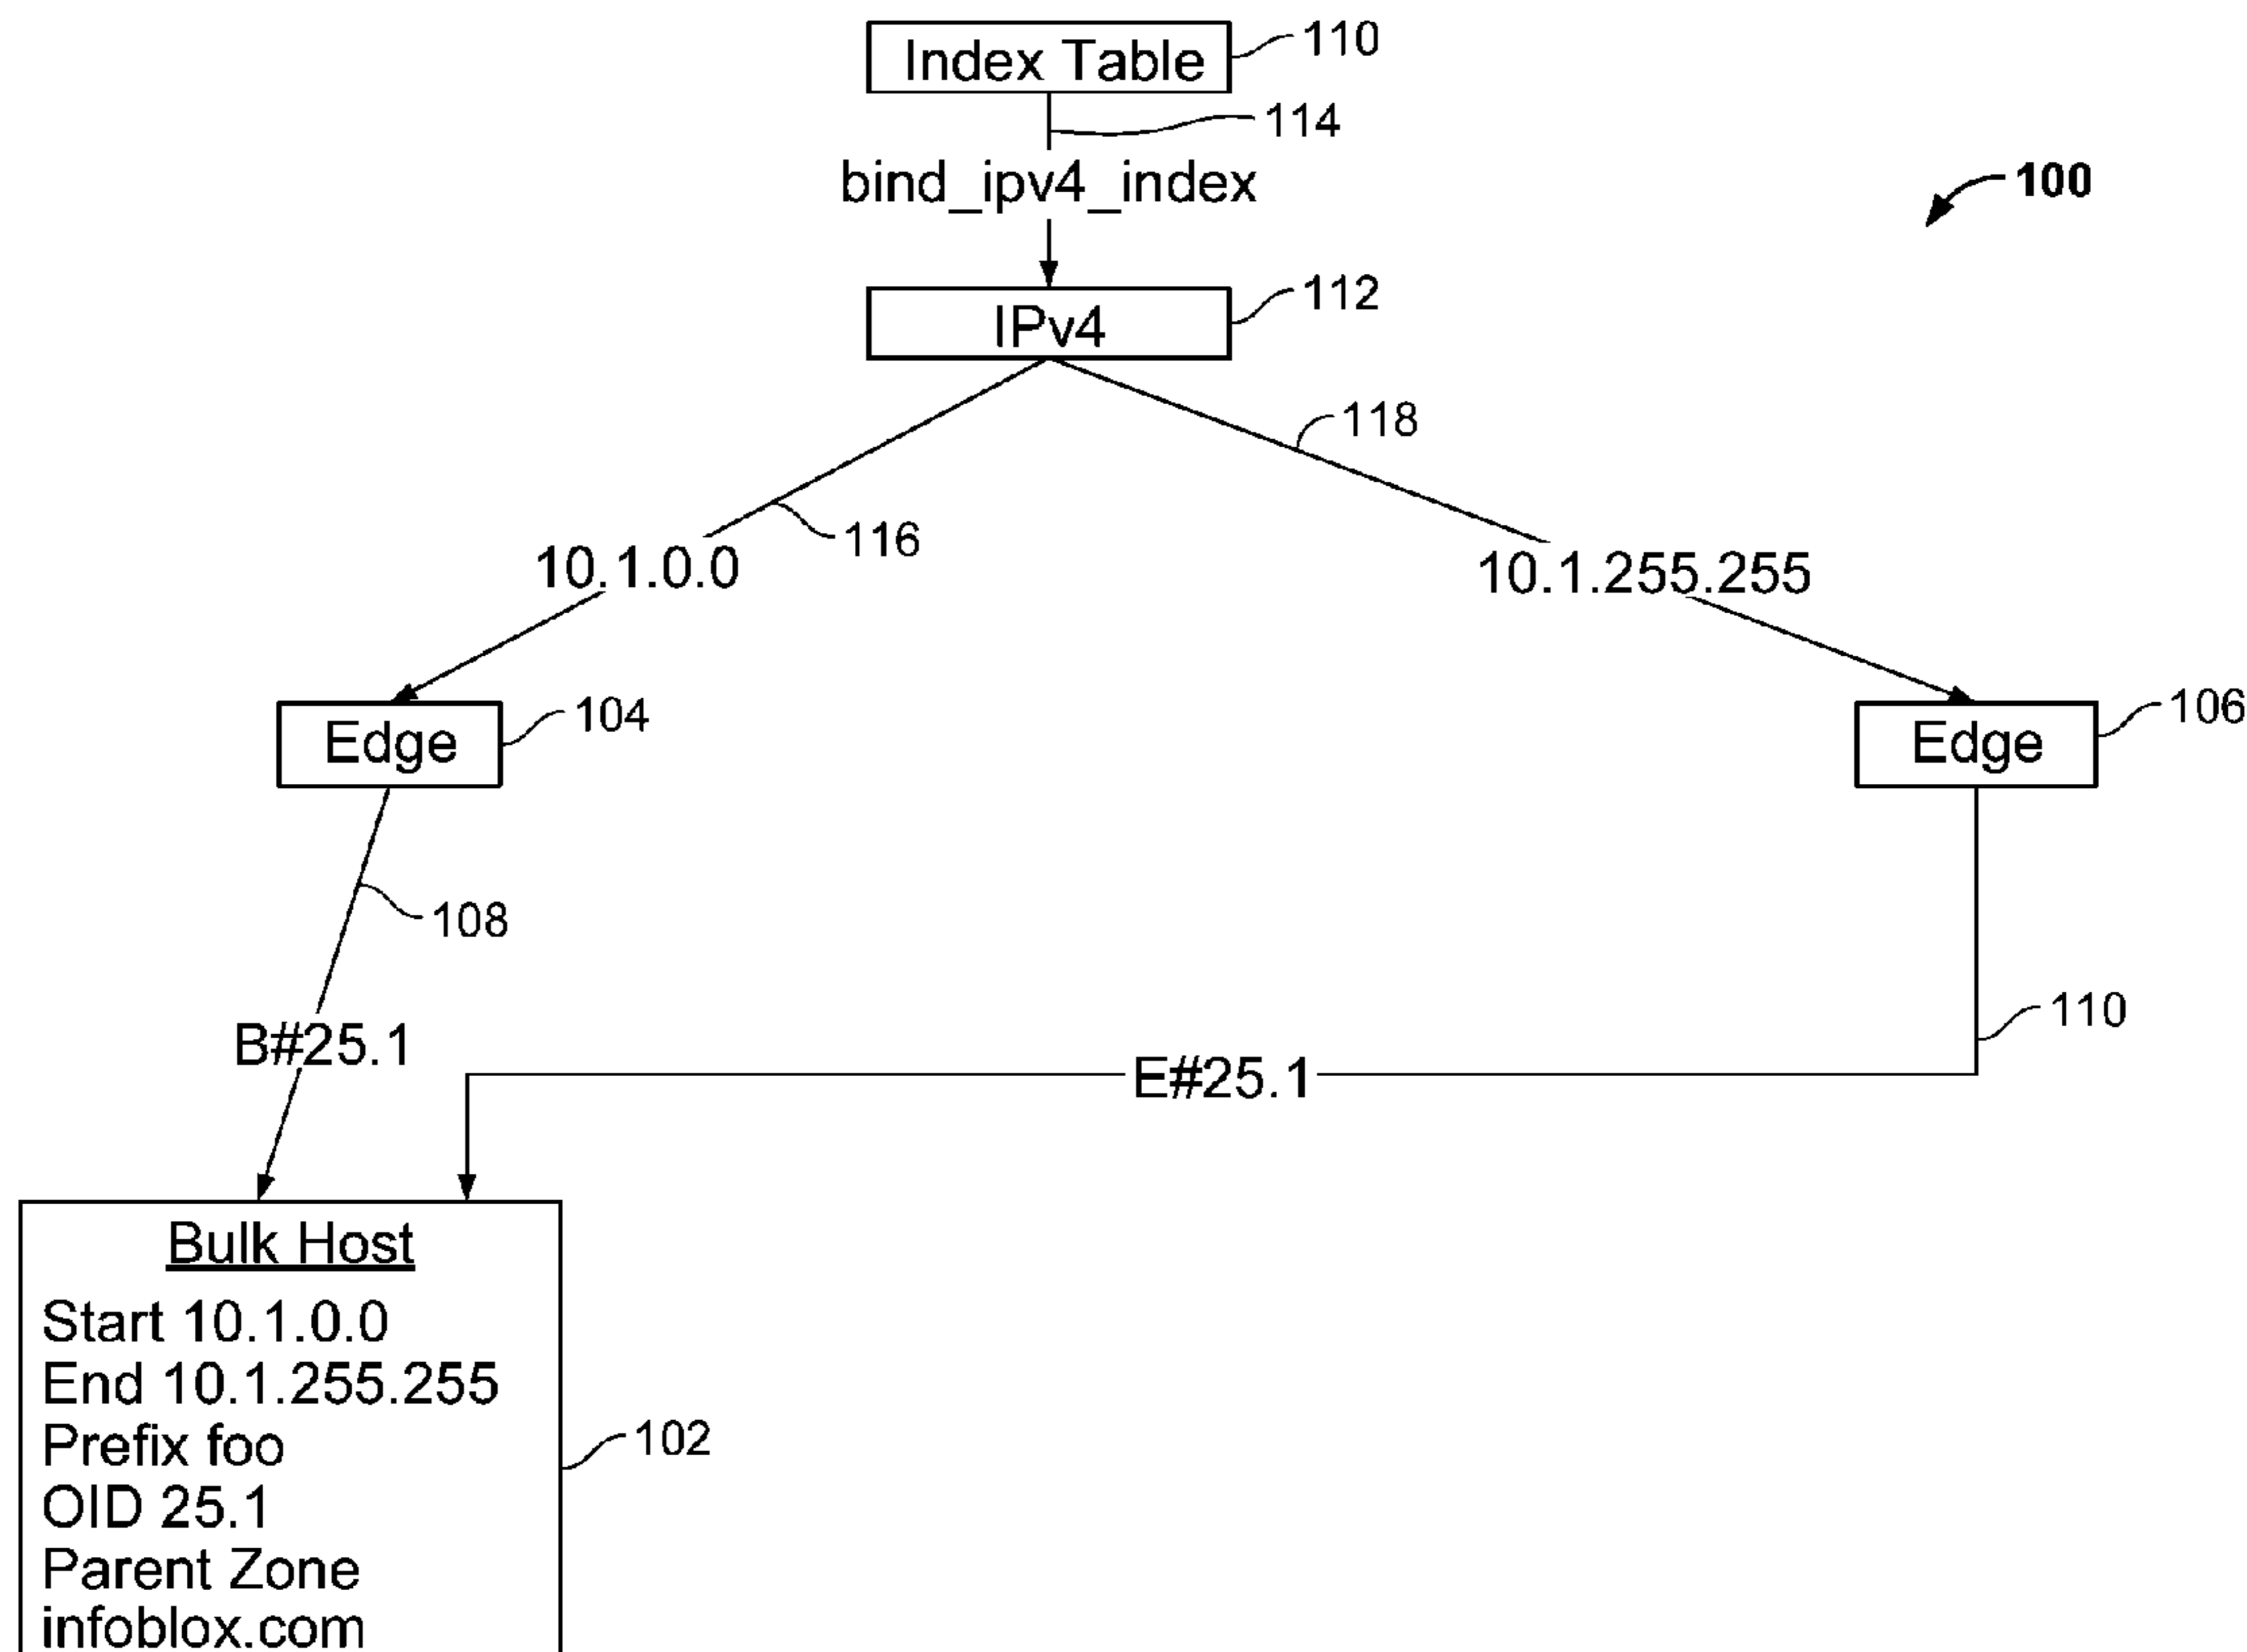 Index Table
110
114
bind_ipv4_index
100
IPv4
112
118
116
10.1.0.0
10.1.255.255
Edge
104
Edge
106
108
110
B#25.1
E#25.1
Bulk Host
Start 10.1.0.0
End 10.1.255.255
Prefix foo
102
OID 25.1
Parent Zone
infoblox.com